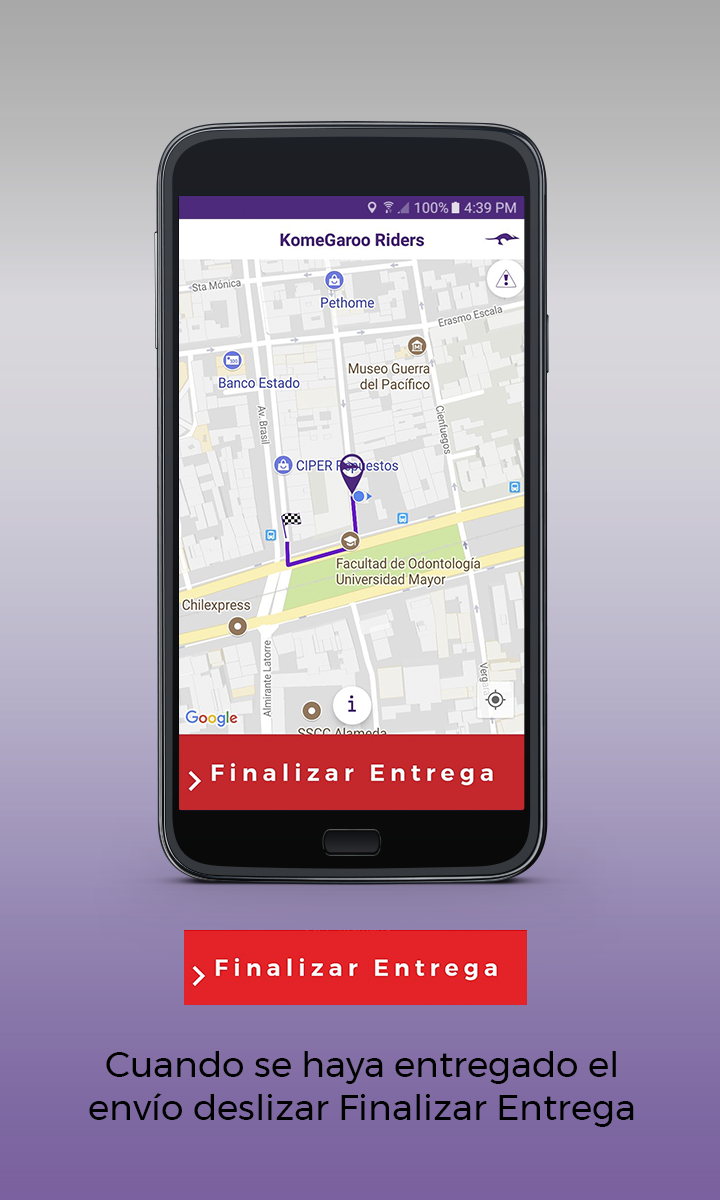 100% 4:39 PM
KomeGaroo Riders
Sta Mónica
Pethome
Erasmo Escala
Museo Guerra
del Pacífico
Banco Estado
Av. Brasil
Cienfuegos
CIPER Repuestos
Facultad de Odontología
Universidad Mayor
Chilexpress
Almirante Latorre
Vergara
i
Google
SSCC Alameda
Finalizar Entrega
Finalizar Entrega
Cuando se haya entregado el
envío deslizar Finalizar Entrega